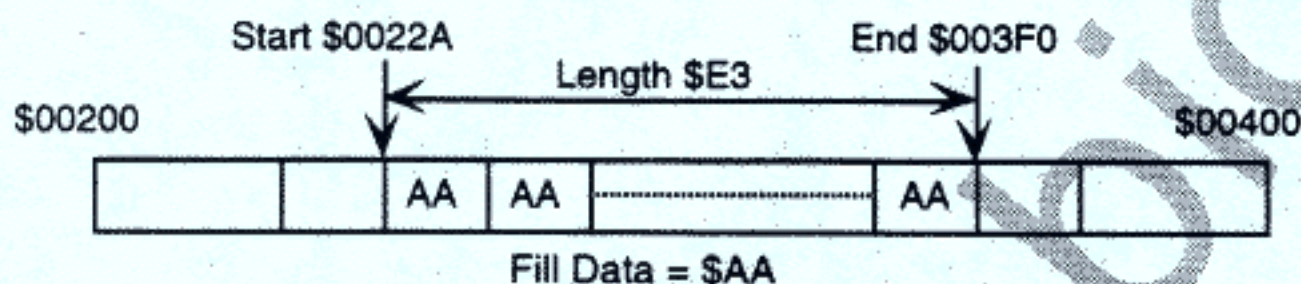 Start $0022A
End $003F0
Length $E3
$00200
$00400
AA
AA
AA
Fill Data = $AA